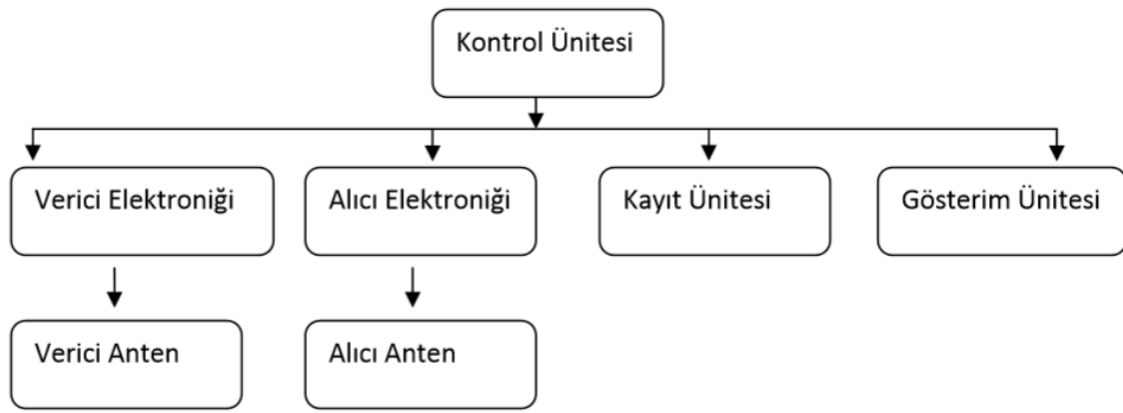 Kontrol Ünitesi
Verici Elektroniği
Alıcı Elektroniği
Kayıt Ünitesi
Gösterim Ünitesi
Verici Anten
Alıcı Anten